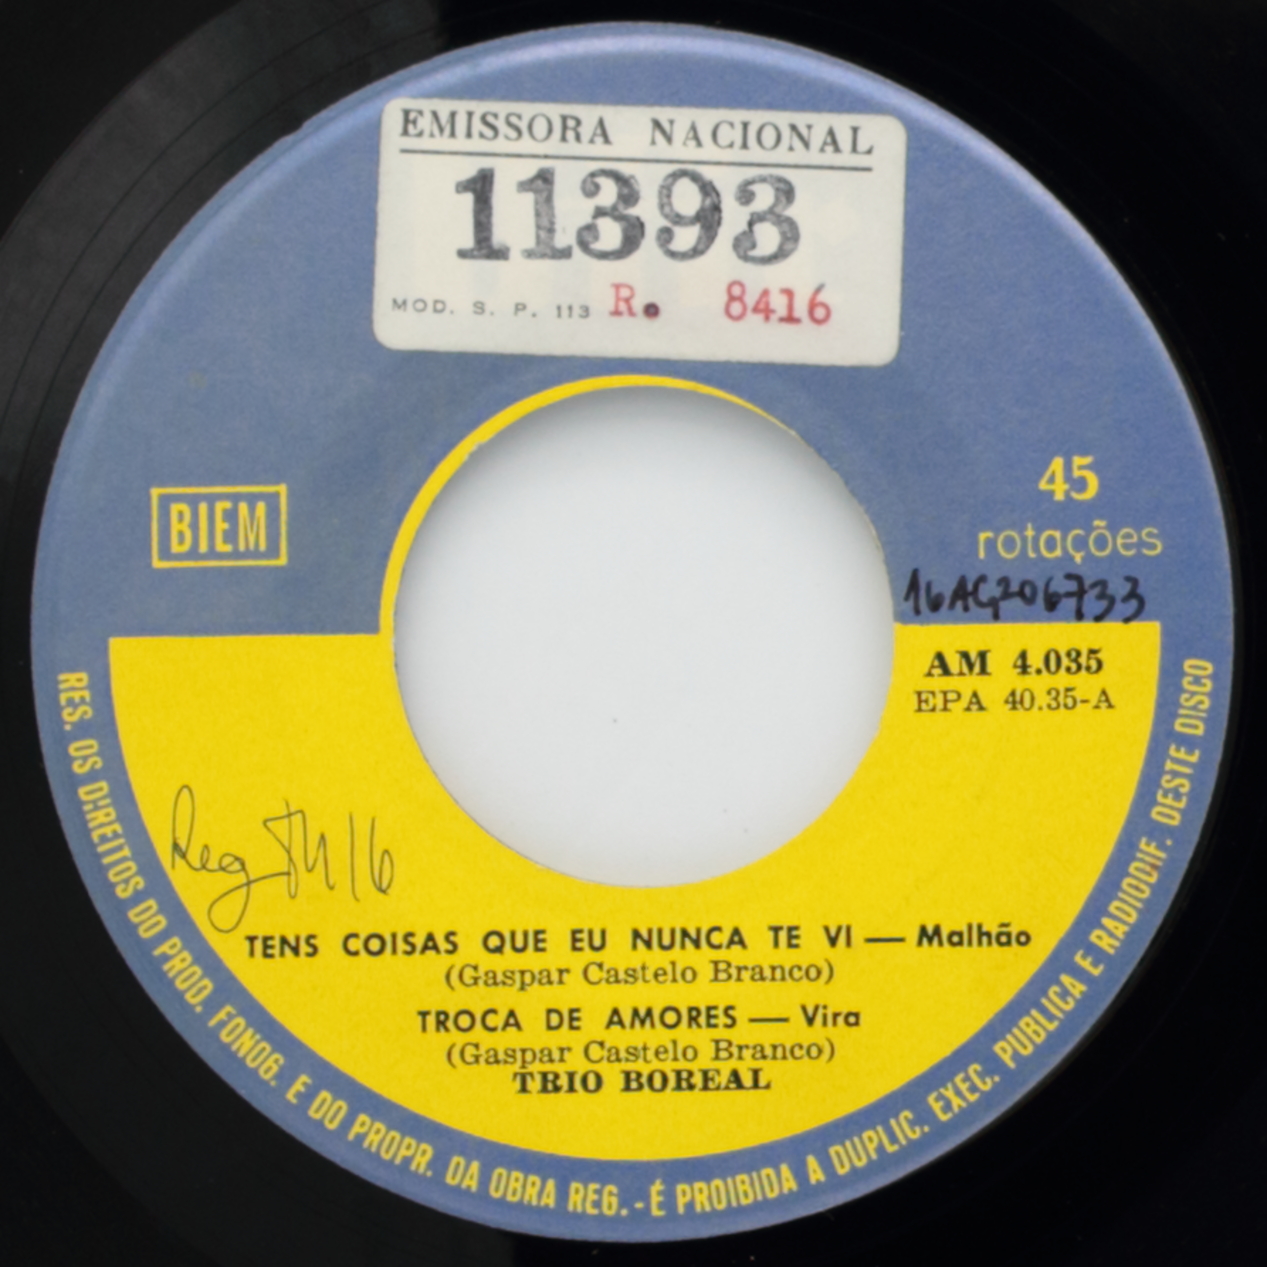 EMISSORA NACIONAL
11393
MOD. S. P. 113 R. 8416
BIEM
45
rotações
16AG206733
AM 4.035
EPA 40.35-A
Reg
16
TENS COISAS QUE EU NUNCA TE VI — Malhão
(Gaspar Castelo Branco)
TROCA DE AMORES — Vira
(Gaspar Castelo Branco)
TRIO BOREAL
RES. OS DIREITOS DO PROD. FONOG. E DO PROPR. DA OBRA REG. - É PROIBIDA A DUPLIC. EXEC. PUBLICA E RADIODIF. DESTE DISCO